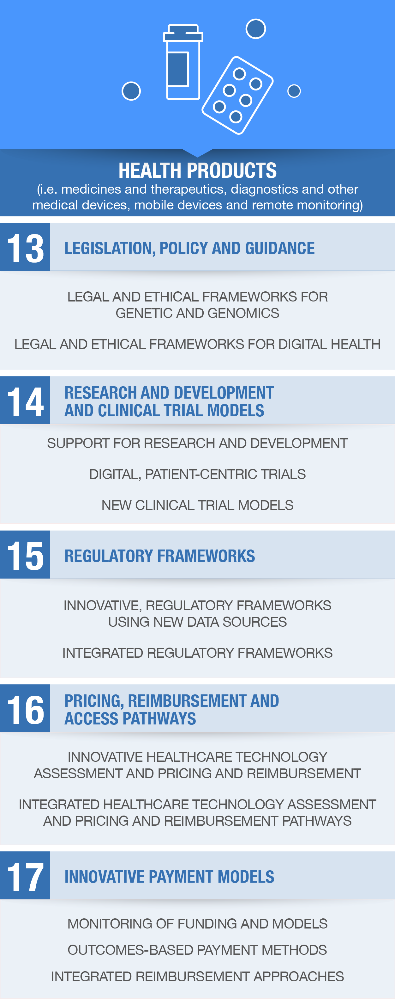 HEALTH PRODUCTS
(i.e. medicines and therapeutics, diagnostics and other
medical devices, mobile devices and remote monitoring)
13
LEGISLATION, POLICY AND GUIDANCE
LEGAL AND ETHICAL FRAMEWORKS FOR
GENETIC AND GENOMICS
LEGAL AND ETHICAL FRAMEWORKS FOR DIGITAL HEALTH
14
RESEARCH AND DEVELOPMENT
AND CLINICAL TRIAL MODELS
SUPPORT FOR RESEARCH AND DEVELOPMENT
DIGITAL, PATIENT-CENTRIC TRIALS
NEW CLINICAL TRIAL MODELS
15
REGULATORY FRAMEWORKS
INNOVATIVE, REGULATORY FRAMEWORKS
USING NEW DATA SOURCES
INTEGRATED REGULATORY FRAMEWORKS
16
PRICING, REIMBURSEMENT AND
ACCESS PATHWAYS
INNOVATIVE HEALTHCARE TECHNOLOGY
ASSESSMENT AND PRICING AND REIMBURSEMENT
INTEGRATED HEALTHCARE TECHNOLOGY ASSESSMENT
AND PRICING AND REIMBURSEMENT PATHWAYS
17
INNOVATIVE PAYMENT MODELS
MONITORING OF FUNDING AND MODELS
OUTCOMES-BASED PAYMENT METHODS
INTEGRATED REIMBURSEMENT APPROACHES